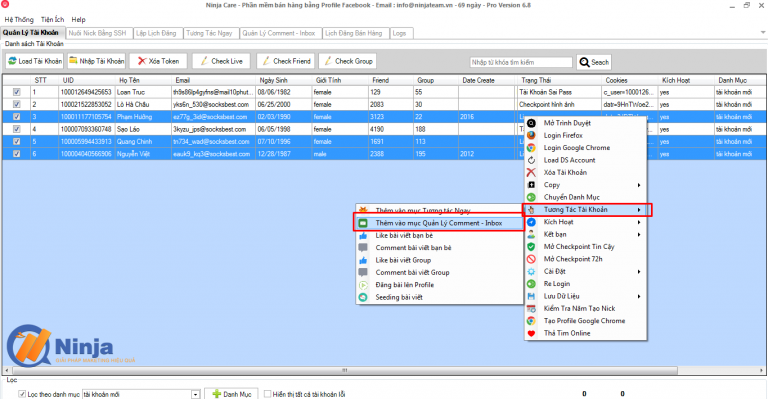 Ninja Care - Phần mềm bán hàng bằng Profile Facebook - Email : info@ninjateam.vn - 69 ngày - Pro Version 6.8
Hệ Thống Tiện Ích Help
Quản Lý Tài Khoản Nuôi Nick Bằng SSH Lập Lịch Đăng Tương Tác Ngay Quản Lý Comment - Inbox Lịch Đăng Bán Hàng Logs
Danh sách Tài Khoản
Load Tài Khoản Nhập Tài Khoản Xóa Token Check Live Check Friend Check Group Nhập từ khóa tìm kiếm Seach
STT UID Họ Tên Email Ngày Sinh Giới Tính Friend Group Date Create Trạng Thái Cookies Kích Hoạt Danh Mục
1 100012649425653 Loan Truc th9s86lp4gyfns@mail10phut... 08/06/1982 female 129 55 Tài Khoản Sai Pass c_user=1000126... yes tài khoản mới
2 100021522853052 Lò Hà Châu yks6n_530@socksbest.com 06/25/2000 female 2083 30 Checkpoint hình ảnh datr=9HnTWoe2... yes tài khoản mới
3 100011177105754 Phạm Hường ez77g_3d@socksbest.com 02/03/1990 female 3123 22 2016 yes tài khoản mới
4 100007093360748 Sao Láo 3kyzu_jps@socksbest.com 05/06/1998 female 4190 188 yes tài khoản mới
5 100005994433913 Quang Chinh tn734_wad@socksbest.com 07/10/1996 female 1691 113 yes tài khoản mới
6 100004040566906 Nguyễn Việt eauk9_kq3@socksbest.com 12/28/1987 male 2388 195 2012 yes tài khoản mới
Mở Trình Duyệt
Login Firefox
Login Google Chrome
Load DS Account
Xóa Tài Khoản
Copy
Chuyển Danh Mục
Tương Tác Tài Khoản
Kích Hoạt
Kết bạn
Mở Checkpoint Tin Cậy
Mở Checkpoint 72h
Cài Đặt
Re Login
Lưu Dữ Liệu
Kiểm Tra Năm Tạo Nick
Tạo Profile Google Chrome
Thả Tim Online
Thêm vào mục Tương tác Ngay
Thêm vào mục Quản Lý Comment - Inbox
Like bài viết bạn bè
Comment bài viết bạn bè
Like bài viết Group
Comment bài viết Group
Đăng bài lên Profile
Seeding bài viết
Ninja
GIẢI PHÁP MARKETING HIỆU QUẢ
Lọc
Lọc theo danh mục tài khoản mới Danh Mục Hiển thị tất cả tài khoản lỗi 0 0